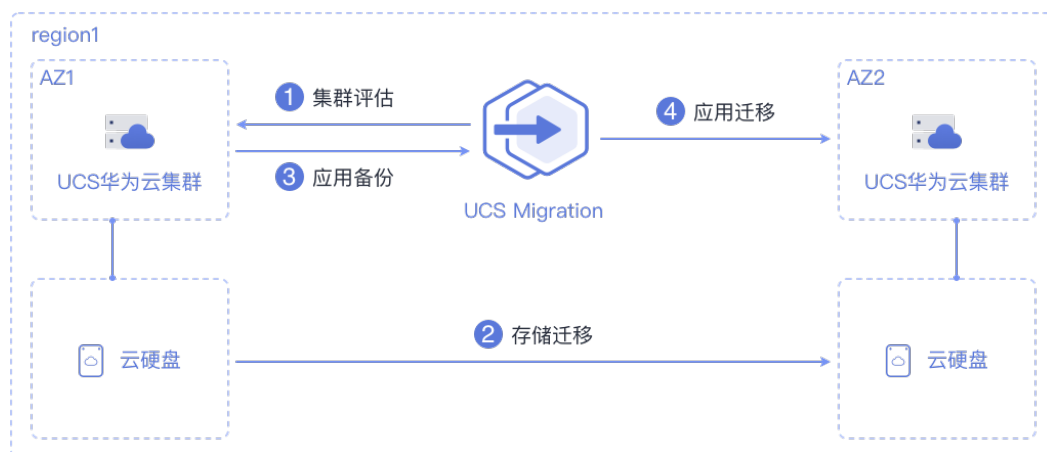 region1
AZ1
AZ2
1 集群评估
4 应用迁移
UCS华为云集群
3 应用备份
UCS华为云集群
UCS Migration
2 存储迁移
云硬盘
云硬盘